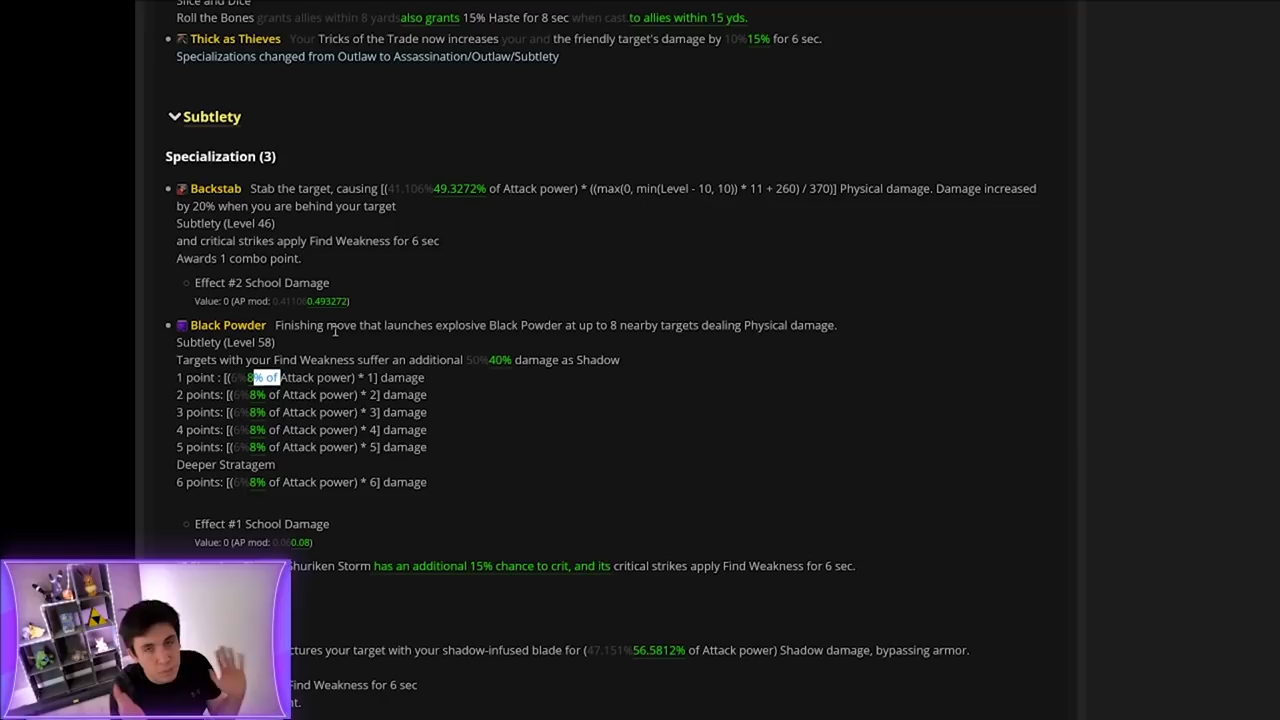 Slice and Dice
Roll the Bones grants allies within 8 yardsalso grants 15% Haste for 8 sec when cast.to allies within 15 yds.
Thick as Thieves Your Tricks of the Trade now increases your and the friendly target's damage by 10%15% for 6 sec.
Specializations changed from Outlaw to Assassination/Outlaw/Subtlety
Subtlety
Specialization (3)
Backstab Stab the target, causing [(41.106%49.3272% of Attack power) * ((max(0, min(Level - 10, 10)) * 11 + 260) / 370)] Physical damage. Damage increased
by 20% when you are behind your target
Subtlety (Level 46)
and critical strikes apply Find Weakness for 6 sec
Awards 1 combo point.
Effect #2 School Damage
Value: 0 (AP mod: 0.411060.493272)
Black Powder Finishing move that launches explosive Black Powder at up to 8 nearby targets dealing Physical damage.
Subtlety (Level 58)
Targets with your Find Weakness suffer an additional 50%40% damage as Shadow
1 point : [(6%8% of Attack power) * 1] damage
2 points: [(6%8% of Attack power) * 2] damage
3 points: [(6%8% of Attack power) * 3] damage
4 points: [(6%8% of Attack power) * 4] damage
5 points: [(6%8% of Attack power) * 5] damage
Deeper Stratagem
6 points: [(6%8% of Attack power) * 6] damage
Effect #1 School Damage
Value: 0 (AP mod: 0.060.08)
Shuriken Storm has an additional 15% chance to crit, and its critical strikes apply Find Weakness for 6 sec.
ctures your target with your shadow-infused blade for (47.151%56.5812% of Attack power) Shadow damage, bypassing armor.
Find Weakness for 6 sec
nt.